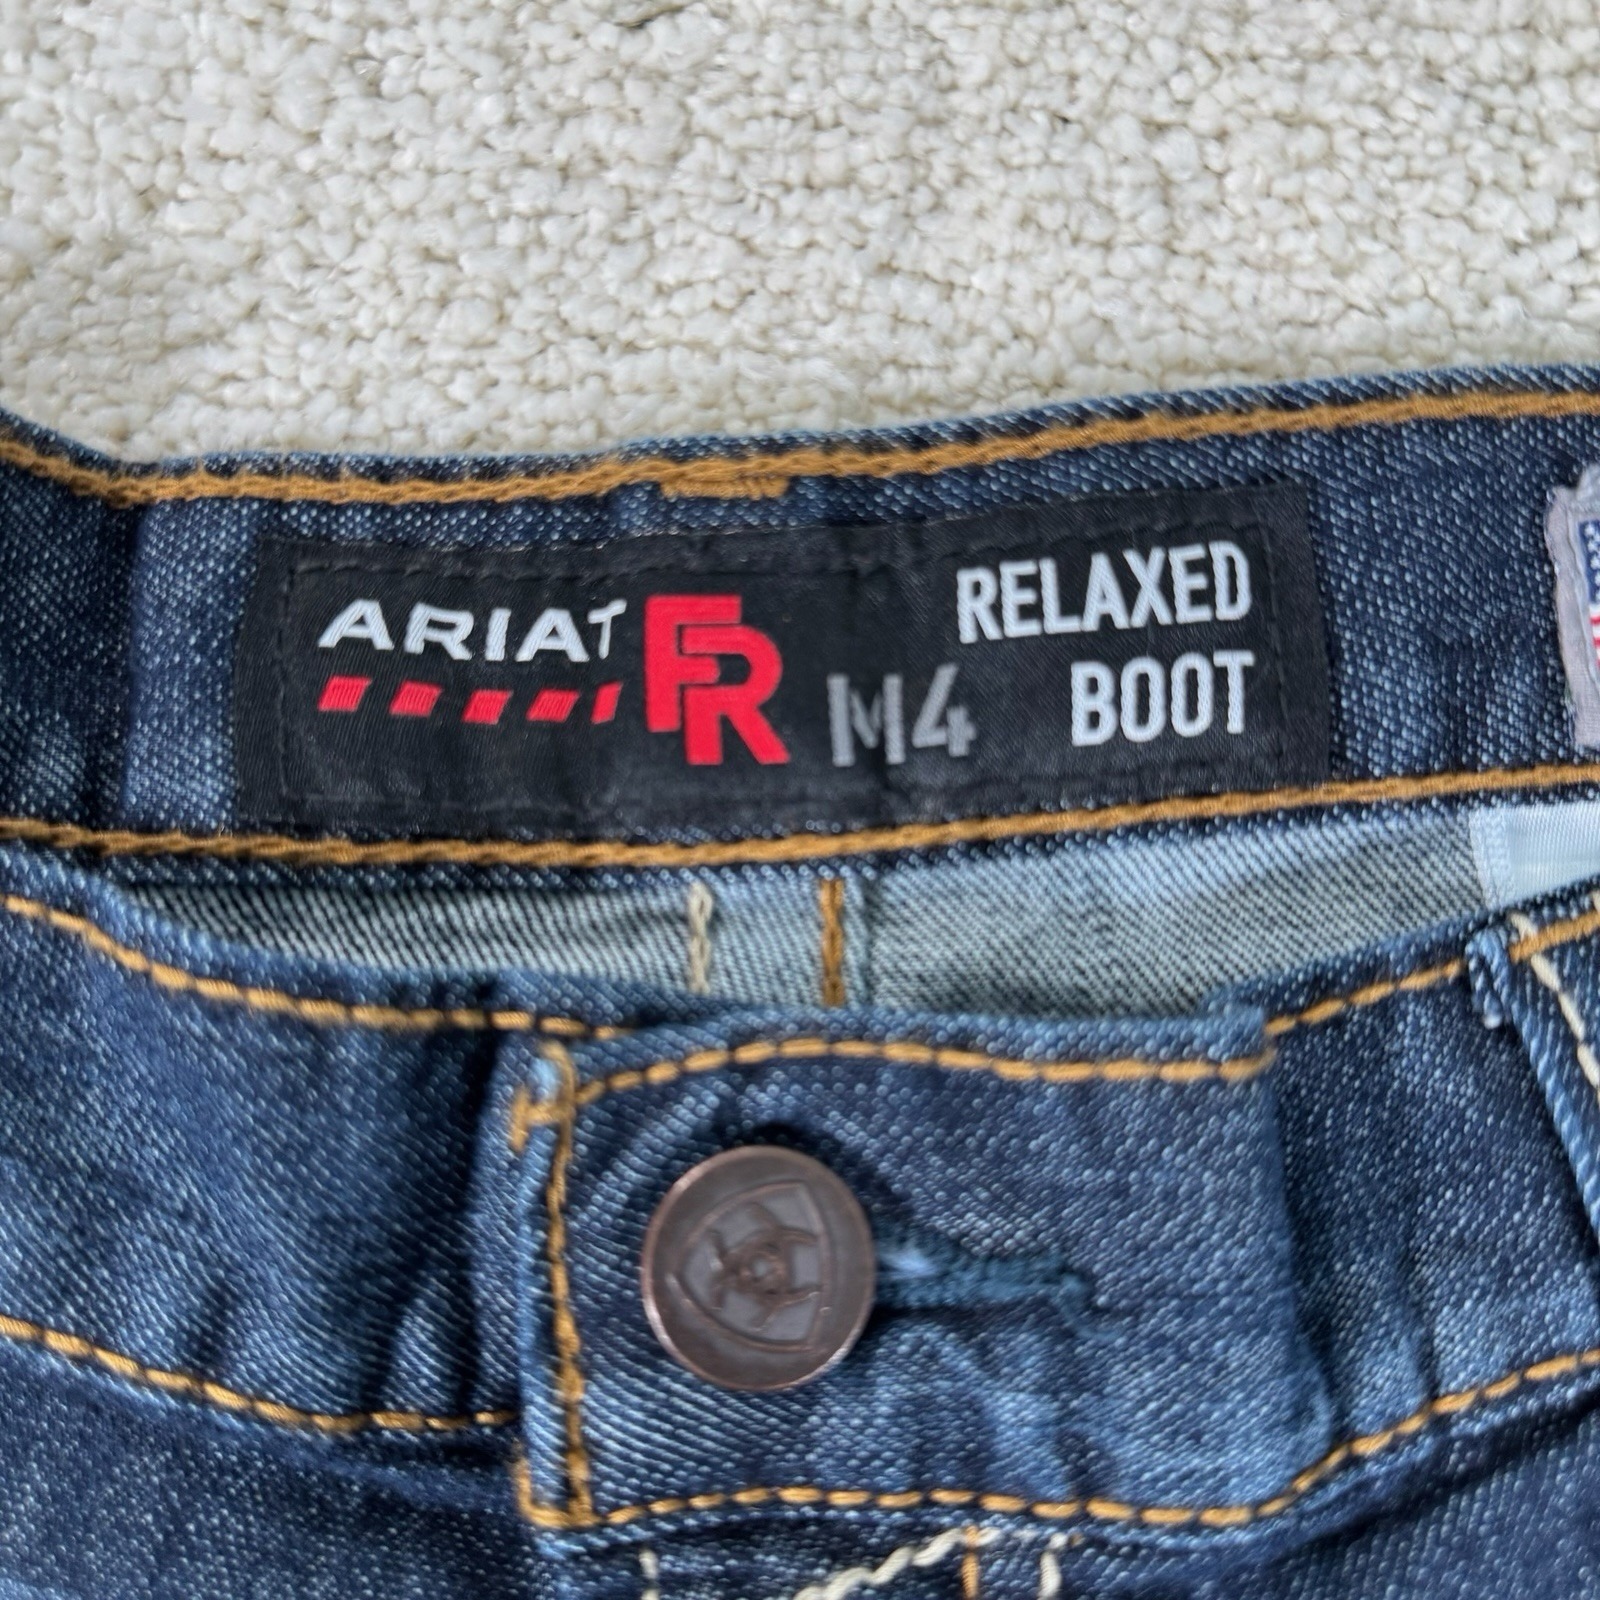 ARIAT FR M4 RELAXED
BOOT